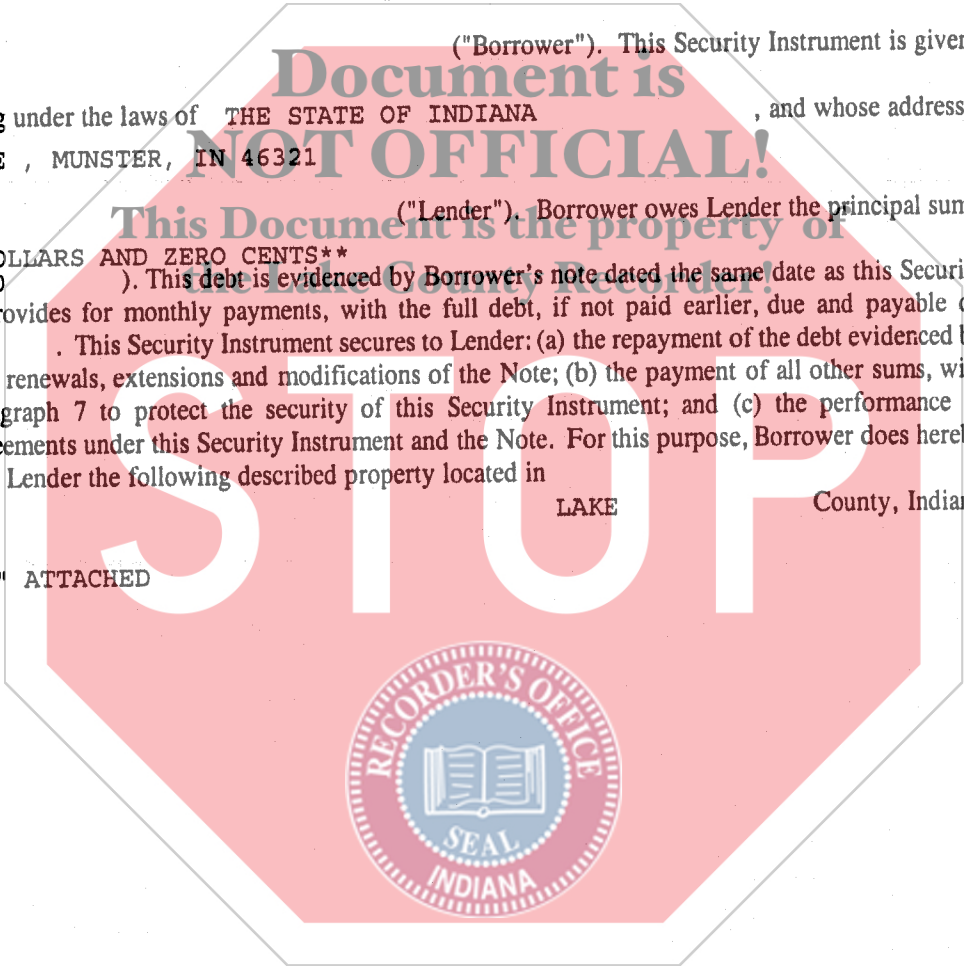 ("Borrower"). This Security Instrument is given
Document is
g under the laws of THE STATE OF INDIANA , and whose address
NOT OFFICIAL!
E , MUNSTER, IN 46321
("Lender"). Borrower owes Lender the principal sum
This Document is the property of
OLLARS AND ZERO CENTS**
0 ). This debt is evidenced by Borrower's note dated the same date as this Securi
the Lake County Recorder!
rovides for monthly payments, with the full debt, if not paid earlier, due and payable o
. This Security Instrument secures to Lender: (a) the repayment of the debt evidenced b
renewals, extensions and modifications of the Note; (b) the payment of all other sums, wi
graph 7 to protect the security of this Security Instrument; and (c) the performance
eements under this Security Instrument and the Note. For this purpose, Borrower does hereb
Lender the following described property located in
LAKE County, Indian
STOP
" ATTACHED
RECORDER'S OFFICE
SEAL
INDIANA